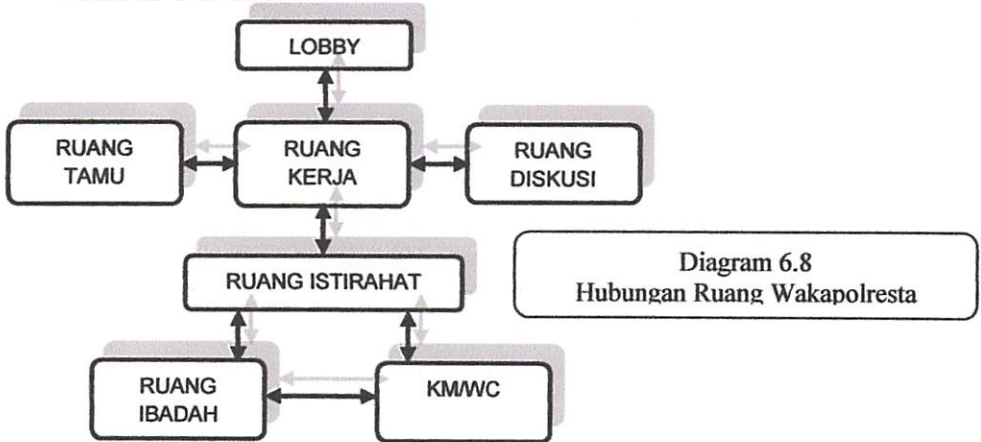 LOBBY
RUANG
TAMU
RUANG
KERJA
RUANG
DISKUSI
RUANG ISTIRAHAT
Diagram 6.8
Hubungan Ruang Wakapolresta
RUANG
IBADAH
KM/WC